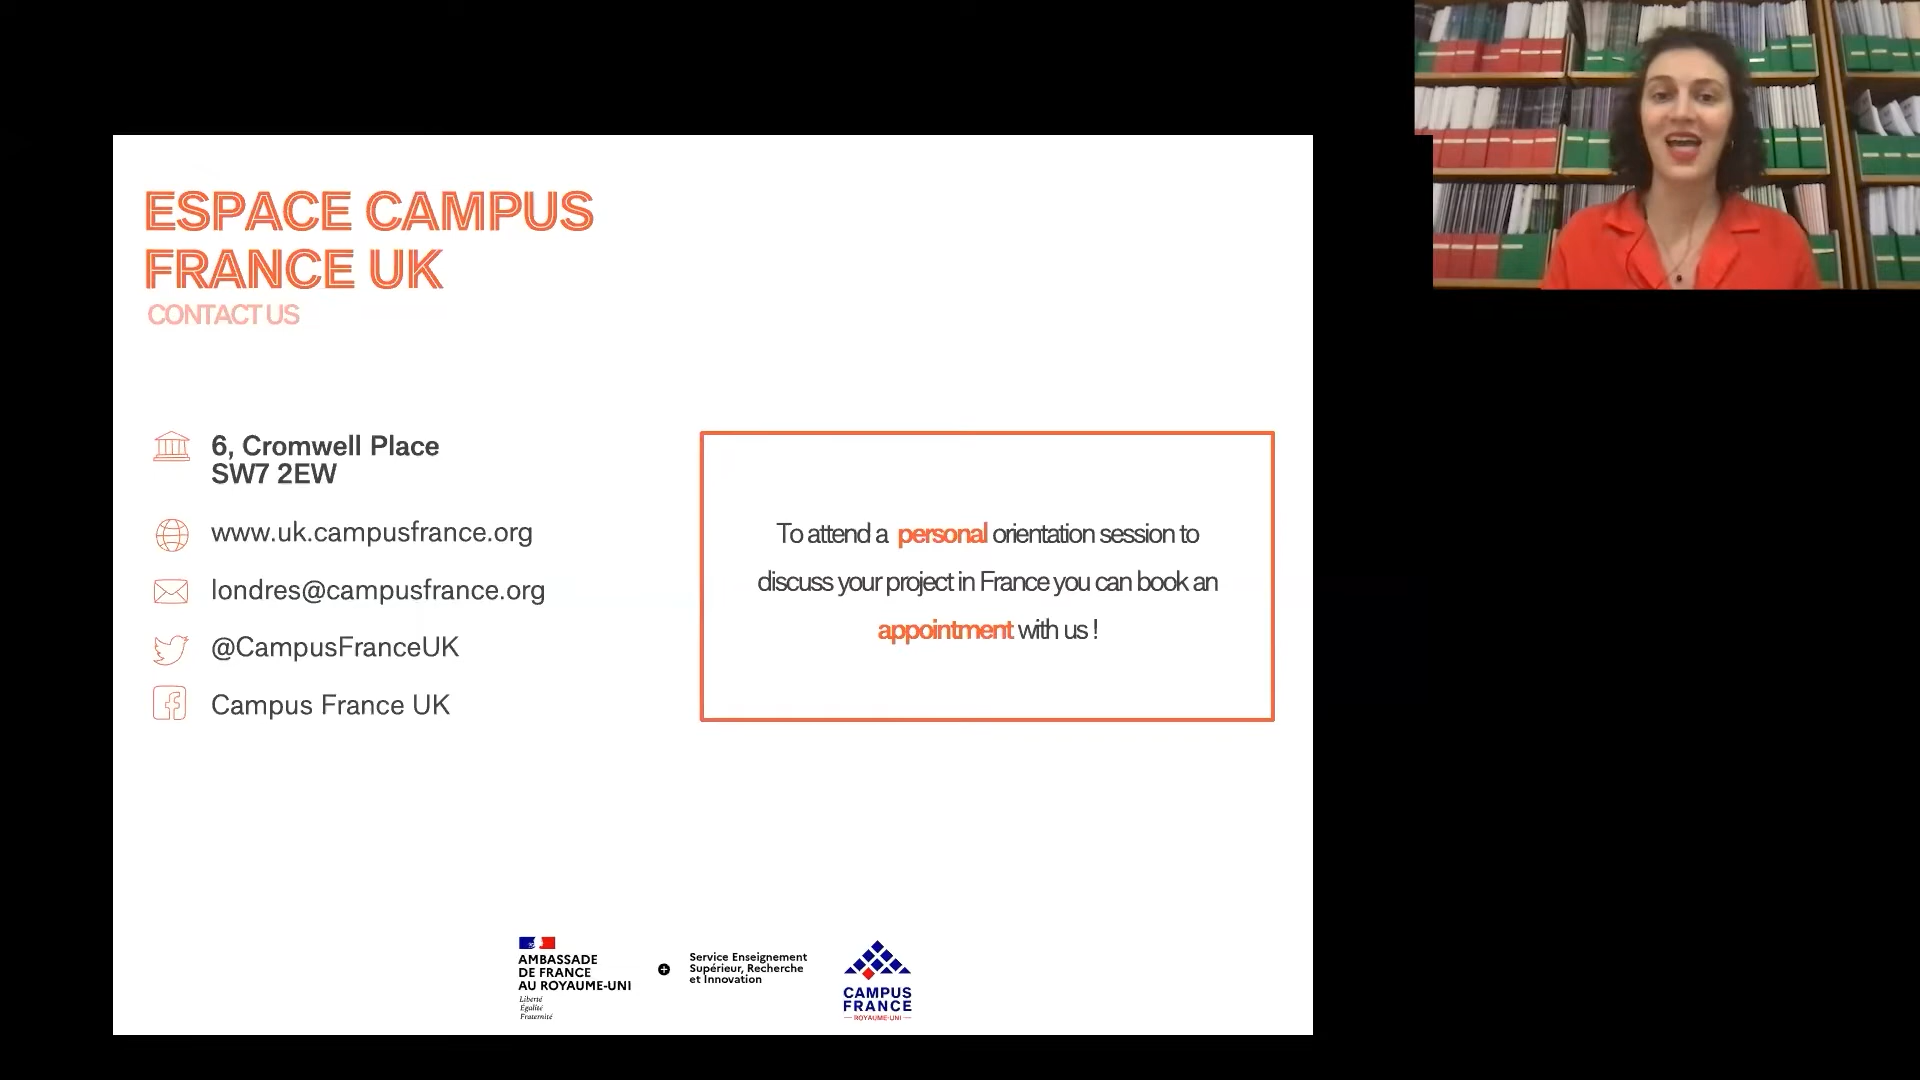 ESPACE CAMPUS
FRANCE UK
CONTACT US
6, Cromwell Place
SW7 2EW
www.uk.campusfrance.org
londres@campusfrance.org
@CampusFranceUK
Campus France UK
To attend a personal orientation session to
discuss your project in France you can book an
appointment with us !
AMBASSADE
DE FRANCE
AU ROYAUME-UNI
Liberté
Égalité
Fraternité
Service Enseignement
Supérieur, Recherche
et Innovation
CAMPUS
FRANCE
ROYAUME-UNI